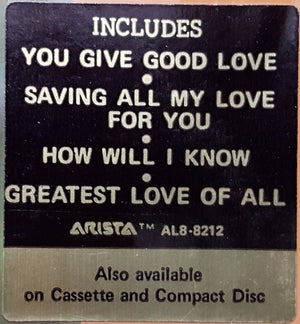 INCLUDES
YOU GIVE GOOD LOVE
•
SAVING ALL MY LOVE
FOR YOU
•
HOW WILL I KNOW
•
GREATEST LOVE OF ALL
ARISTA™ AL8-8212
Also available
on Cassette and Compact Disc